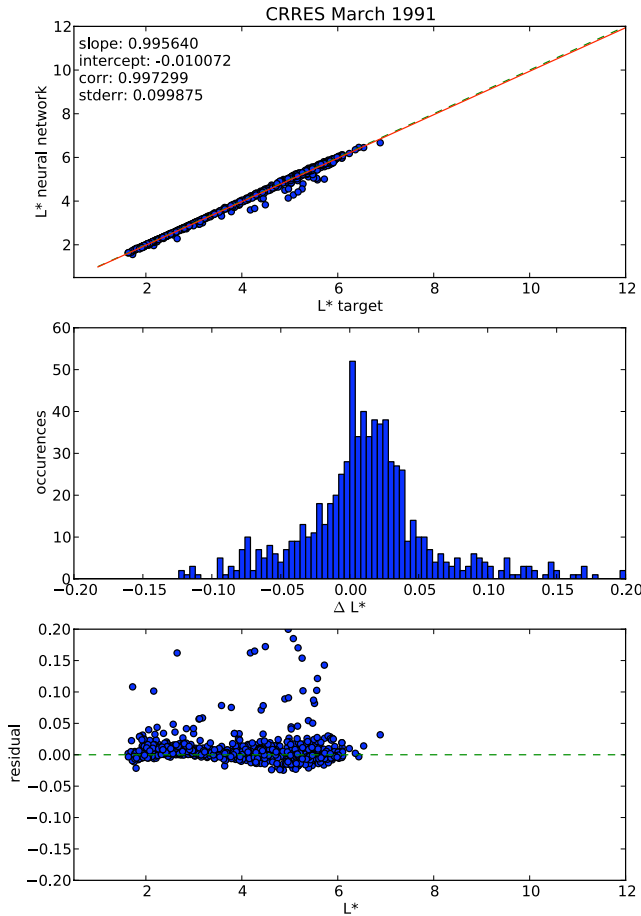 CRRES March 1991
slope: 0.995640
intercept: -0.010072
corr: 0.997299
stderr: 0.099875
12
10
8
6
4
2
L* neural network
2 4 6 8 10 12
L* target
60
50
40
30
20
10
0
occurences
−0.20 −0.15 −0.10 −0.05 0.00 0.05 0.10 0.15 0.20
Δ L*
0.20
0.15
0.10
0.05
0.00
−0.05
−0.10
−0.15
−0.20
residual
2 4 6 8 10 12
L*